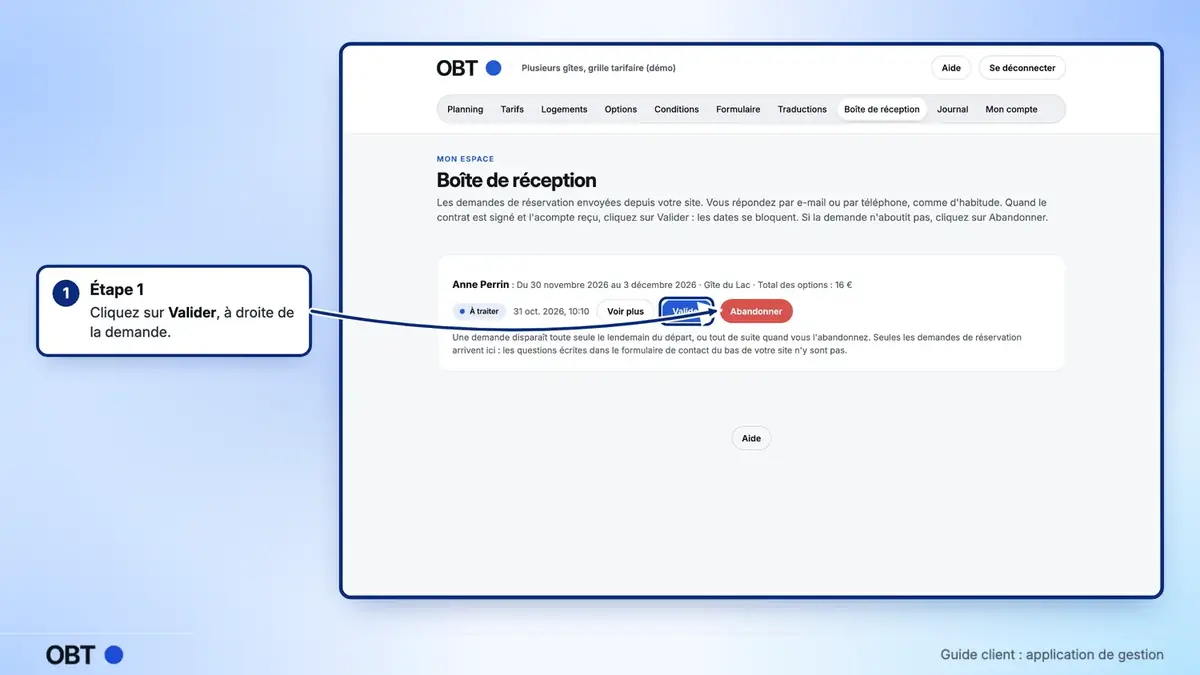 OBT
Plusieurs gîtes, grille tarifaire (démo)
Aide
Se déconnecter
Planning
Tarifs
Logements
Options
Conditions
Formulaire
Traductions
Boîte de réception
Journal
Mon compte
MON ESPACE
Boîte de réception
Les demandes de réservation envoyées depuis votre site. Vous répondez par e-mail ou par téléphone, comme d'habitude. Quand le
contrat est signé et l'acompte reçu, cliquez sur Valider : les dates se bloquent. Si la demande n'aboutit pas, cliquez sur Abandonner.
1
Étape 1
Cliquez sur Valider, à droite de
la demande.
Anne Perrin : Du 30 novembre 2026 au 3 décembre 2026 · Gîte du Lac · Total des options : 16 €
À traiter
31 oct. 2026, 10:10
Voir plus
Abandonner
Une demande disparaît toute seule le lendemain du départ, ou tout de suite quand vous l'abandonnez. Seules les demandes de réservation
arrivent ici : les questions écrites dans le formulaire de contact du bas de votre site n'y sont pas.
Aide
OBT
Guide client : application de gestion